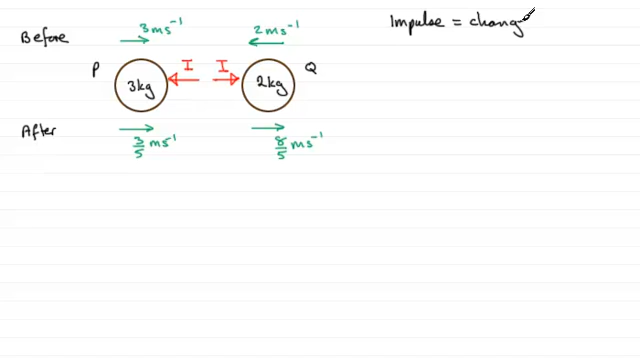 Before
3ms⁻¹
2ms⁻¹
Impulse = chang
P
I
I
Q
3kg
2kg
After
3/5 ms⁻¹
8/5 ms⁻¹